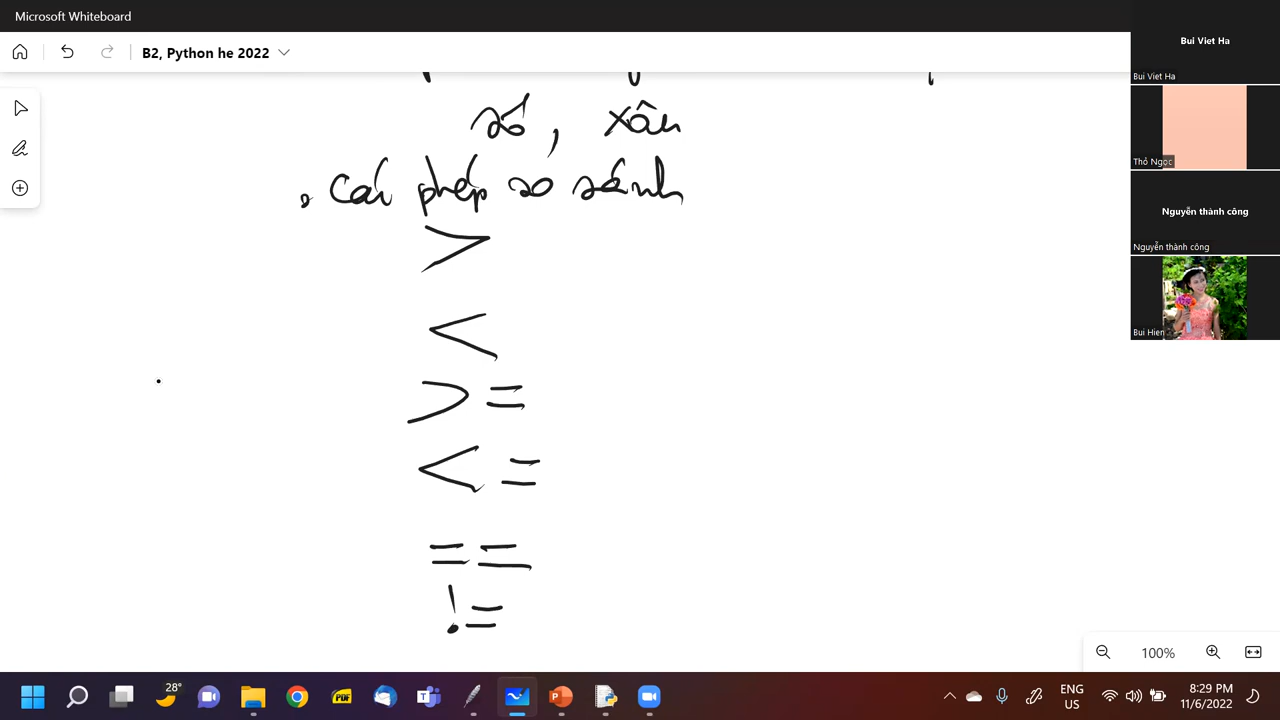 Microsoft Whiteboard
B2, Python he 2022
Bui Viet Ha
Bui Viet Ha
Thỏ Ngọc
Nguyễn thành công
Nguyễn thành công
Bui Hien
số, xâu
Các phép so sánh
>
<
>=
<=
==
!=
100%
28°
PDF
ENG
US
8:29 PM
11/6/2022